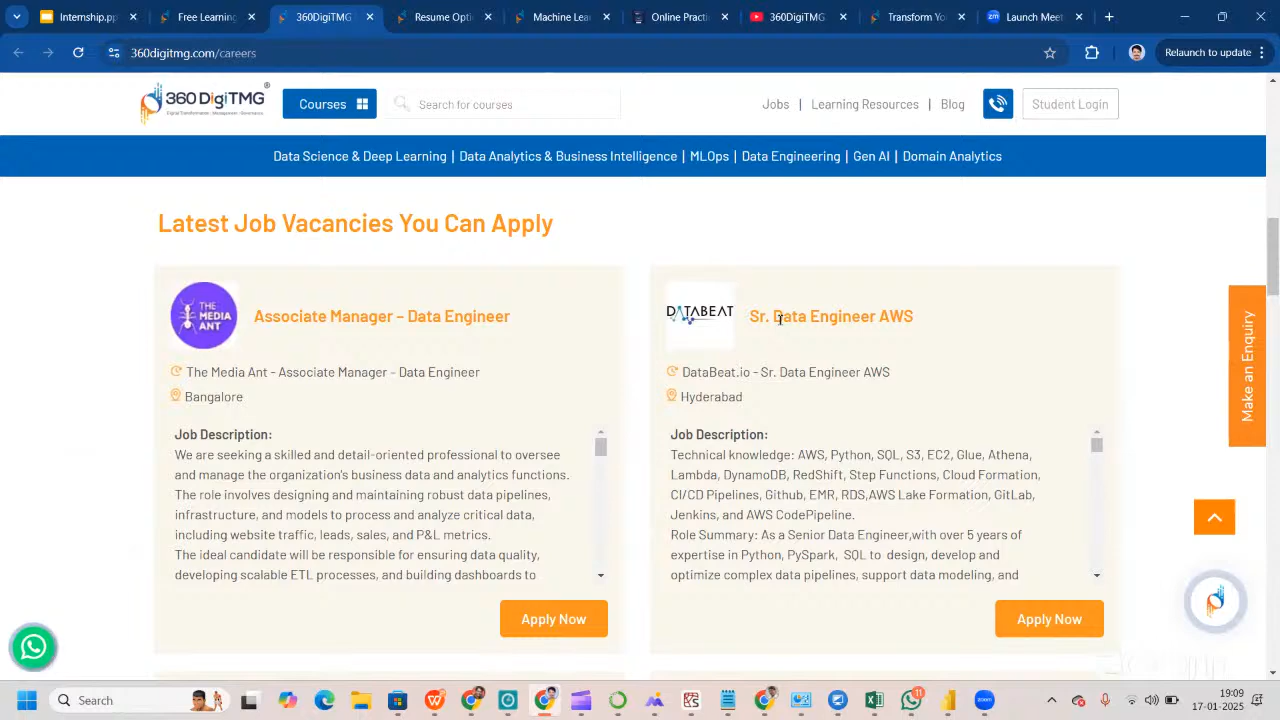 Internship.pp
Free Learning
360DigiTMG
Resume Opti
Machine Lea
Online Practi
360DigiTMG
Transform Yo
Launch Meet
360digitmg.com/careers
Relaunch to update
360 DigiTMG
Courses
Search for courses
Jobs | Learning Resources | Blog
Student Login
Data Science & Deep Learning | Data Analytics & Business Intelligence | MLOps | Data Engineering | Gen AI | Domain Analytics
Latest Job Vacancies You Can Apply
THE
MEDIA
ANT
Associate Manager – Data Engineer
The Media Ant - Associate Manager – Data Engineer
Bangalore
Job Description:
We are seeking a skilled and detail-oriented professional to oversee
and manage the organization's business data and analytics functions.
The role involves designing and maintaining robust data pipelines,
infrastructure, and models to process and analyze critical data,
including website traffic, leads, sales, and P&L metrics.
The ideal candidate will be responsible for ensuring data quality,
developing scalable ETL processes, and building dashboards to
Apply Now
DATABEAT
Sr. Data Engineer AWS
DataBeat.io - Sr. Data Engineer AWS
Hyderabad
Job Description:
Technical knowledge: AWS, Python, SQL, S3, EC2, Glue, Athena,
Lambda, DynamoDB, RedShift, Step Functions, Cloud Formation,
CI/CD Pipelines, Github, EMR, RDS,AWS Lake Formation, GitLab,
Jenkins, and AWS CodePipeline.
Role Summary: As a Senior Data Engineer,with over 5 years of
expertise in Python, PySpark, SQL to design, develop and
optimize complex data pipelines, support data modeling, and
Apply Now
Make an Enquiry
Search
11
19:09
17-01-2025